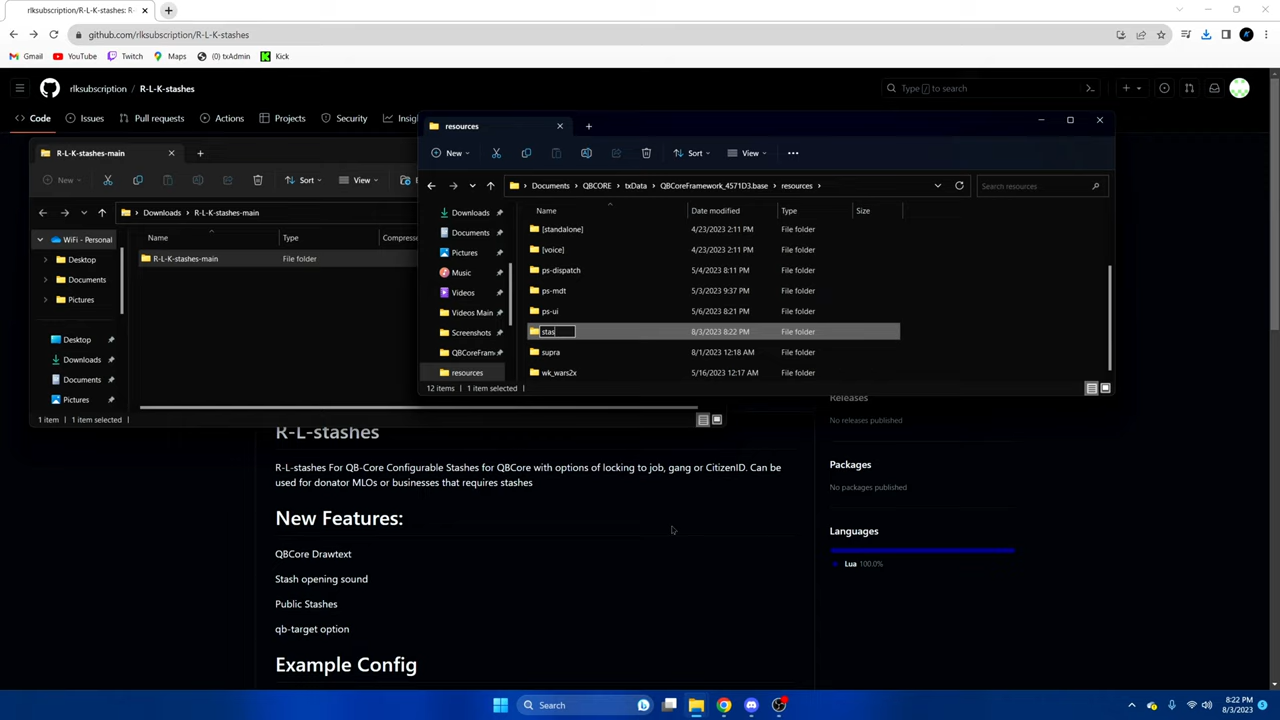 rlksubscription/R-L-K-stashes: R-L-
github.com/rlksubscription/R-L-K-stashes
Gmail YouTube Twitch Maps (0) txAdmin Kick
rlksubscription / R-L-K-stashes
Type / to search
Code Issues Pull requests Actions Projects Security Insigl
R-L-K-stashes-main
New Sort View
Downloads > R-L-K-stashes-main
Name Type Compresse
WiFi - Personal
Desktop
Documents
Pictures
Desktop
Downloads
Documents
Pictures
R-L-K-stashes-main File folder
1 item 1 item selected
resources
New Sort View
Documents > QBCORE > txData > QBCoreFramework_4571D3.base > resources >
Search resources
Name Date modified Type Size
Downloads
Documents
Pictures
Music
Videos
Videos Main
Screenshots
QBCoreFram
resources
[standalone] 4/23/2023 2:11 PM File folder
[voice] 4/23/2023 2:11 PM File folder
ps-dispatch 5/4/2023 8:11 PM File folder
ps-mdt 5/3/2023 9:37 PM File folder
ps-ui 5/6/2023 8:21 PM File folder
stas 8/3/2023 8:22 PM File folder
supra 8/1/2023 12:18 AM File folder
wk_wars2x 5/16/2023 12:17 AM File folder
12 items 1 item selected
R-L-stashes
R-L-stashes For QB-Core Configurable Stashes for QBCore with options of locking to job, gang or CitizenID. Can be
used for donator MLOs or businesses that requires stashes
New Features:
QBCore Drawtext
Stash opening sound
Public Stashes
qb-target option
Example Config
Releases
No releases published
Packages
No packages published
Languages
Lua 100.0%
Search
8:22 PM
8/3/2023